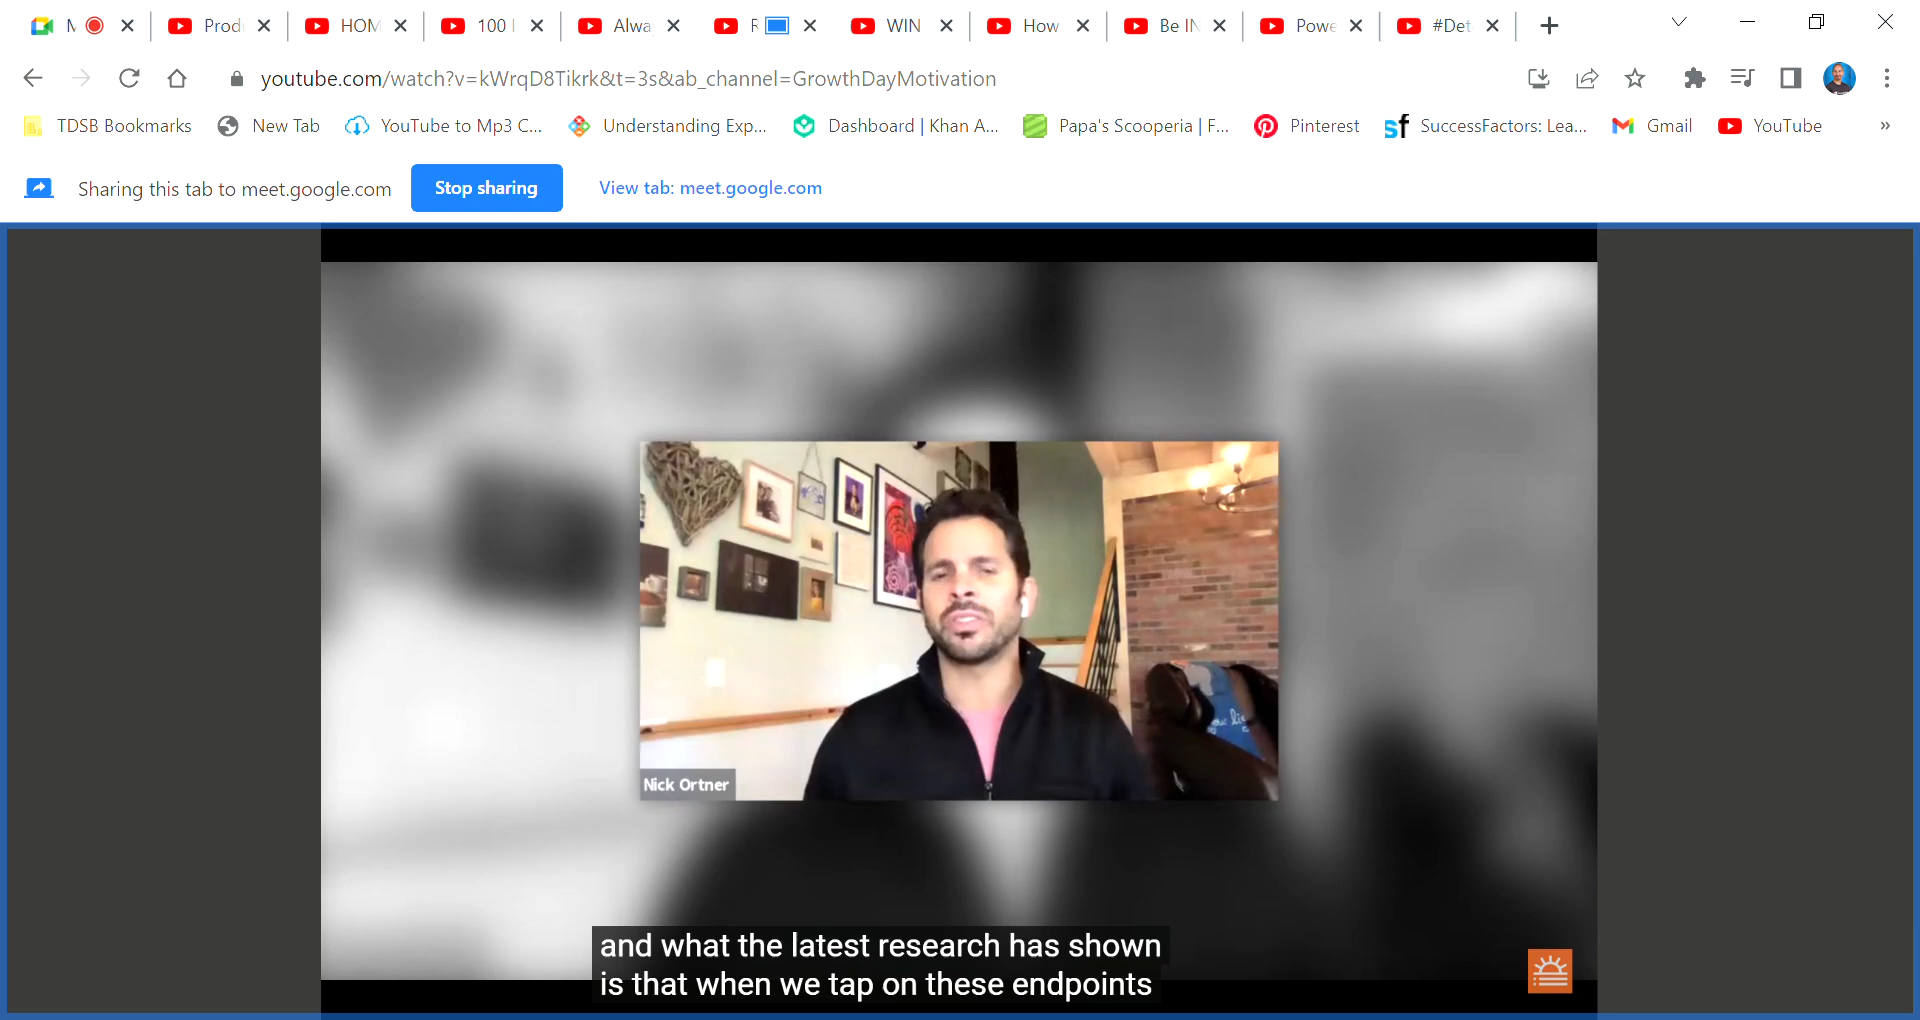 Prod
HOM
100
Alwa
WIN
How
Be IN
Powe
#Det
youtube.com/watch?v=kWrqD8Tikrk&t=3s&ab_channel=GrowthDayMotivation
TDSB Bookmarks
New Tab
YouTube to Mp3 C...
Understanding Exp...
Dashboard | Khan A...
Papa's Scooperia | F...
Pinterest
sf SuccessFactors: Lea...
Gmail
YouTube
»
Sharing this tab to meet.google.com
Stop sharing
View tab: meet.google.com
Nick Ortner
and what the latest research has shown
is that when we tap on these endpoints